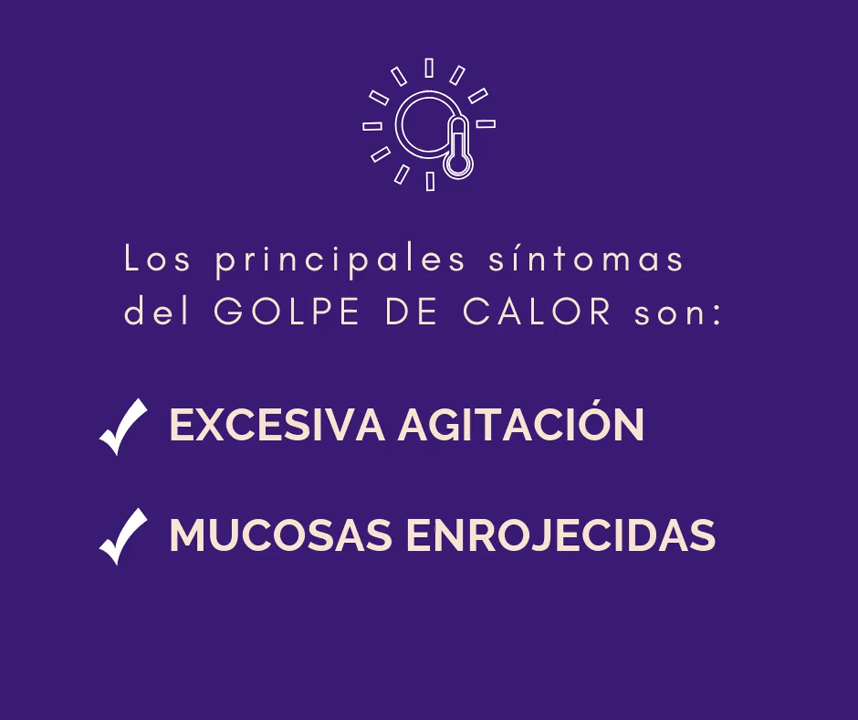 Los principales síntomas
del GOLPE DE CALOR son:
EXCESIVA AGITACIÓN
MUCOSAS ENROJECIDAS